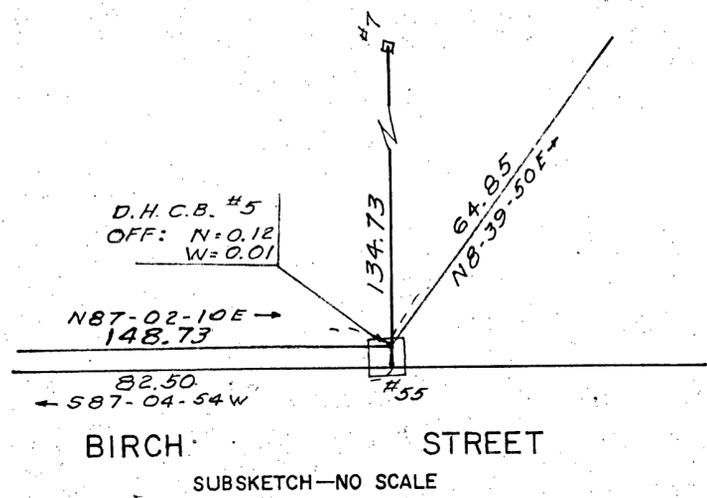 #7
64.85
N8-39-50E →
134.73
D.H.C.B. #5
OFF: N=0.12
W=0.01
N87-02-10E →
148.73
82.50
← S87-04-54W
#55
BIRCH STREET
SUBSKETCH—NO SCALE